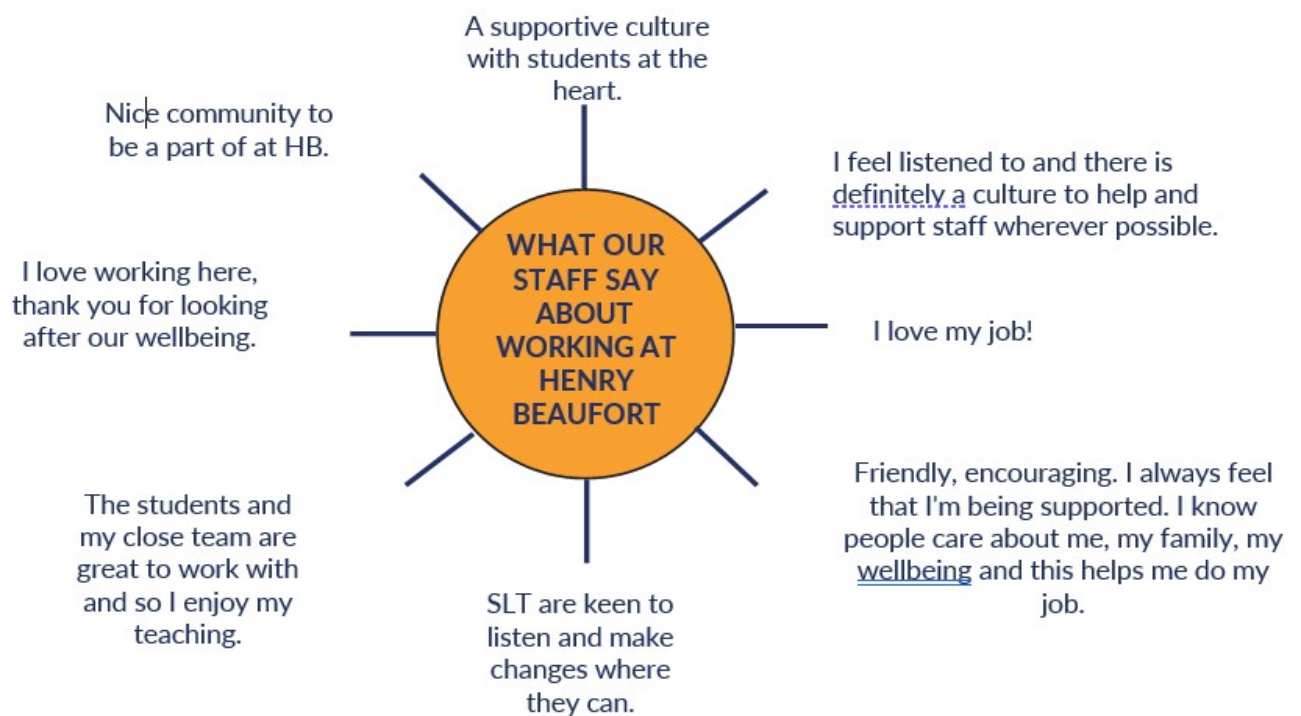 A supportive culture
with students at the
heart.
Nice community to
be a part of at HB.
I feel listened to and there is
definitely a culture to help and
support staff wherever possible.
WHAT OUR
STAFF SAY
ABOUT
WORKING AT
HENRY
BEAUFORT
I love working here,
thank you for looking
after our wellbeing.
I love my job!
The students and
my close team are
great to work with
and so I enjoy my
teaching.
Friendly, encouraging. I always feel
that I'm being supported. I know
people care about me, my family, my
wellbeing and this helps me do my
job.
SLT are keen to
listen and make
changes where
they can.